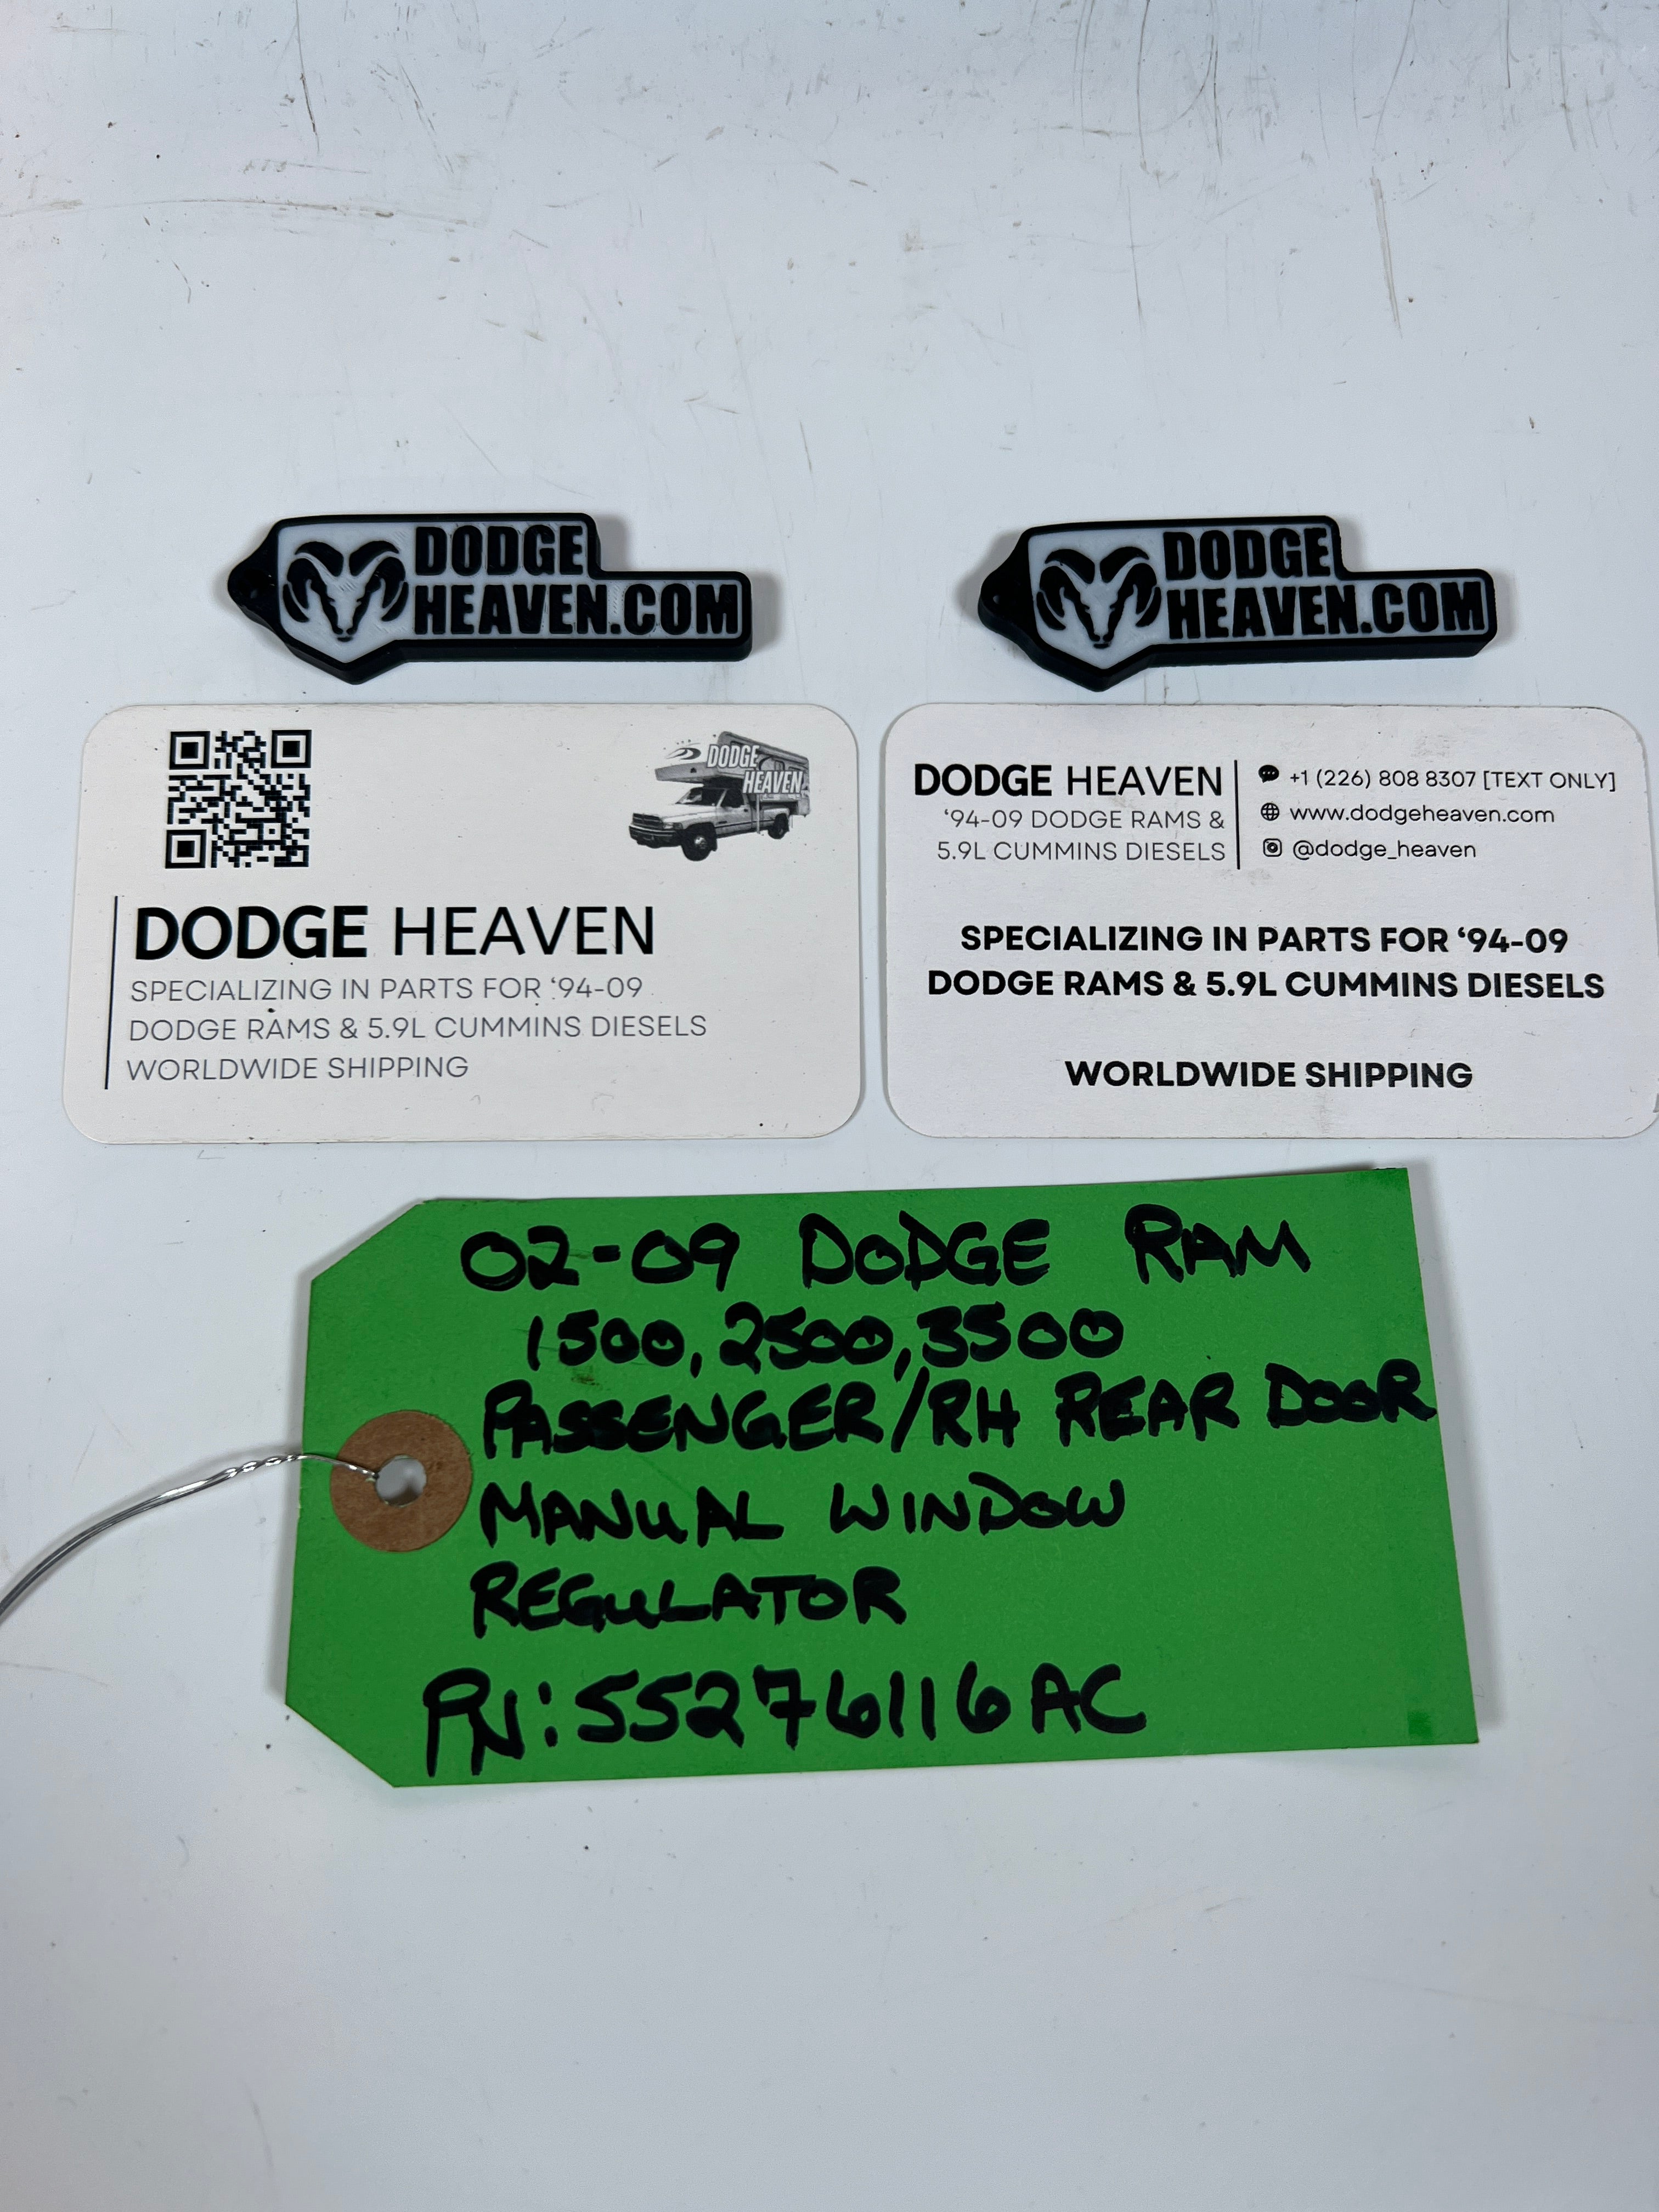 DODGE
HEAVEN.COM
DODGE
HEAVEN.COM
DODGE
HEAVEN
DODGE HEAVEN
SPECIALIZING IN PARTS FOR ‘94-09
DODGE RAMS & 5.9L CUMMINS DIESELS
WORLDWIDE SHIPPING
DODGE HEAVEN
‘94-09 DODGE RAMS &
5.9L CUMMINS DIESELS
+1 (226) 808 8307 [TEXT ONLY]
www.dodgeheaven.com
@dodge_heaven
SPECIALIZING IN PARTS FOR ‘94-09
DODGE RAMS & 5.9L CUMMINS DIESELS
WORLDWIDE SHIPPING
02-09 DODGE RAM
1500, 2500, 3500
PASSENGER/RH REAR DOOR
MANUAL WINDOW
REGULATOR
PN: 55276116AC